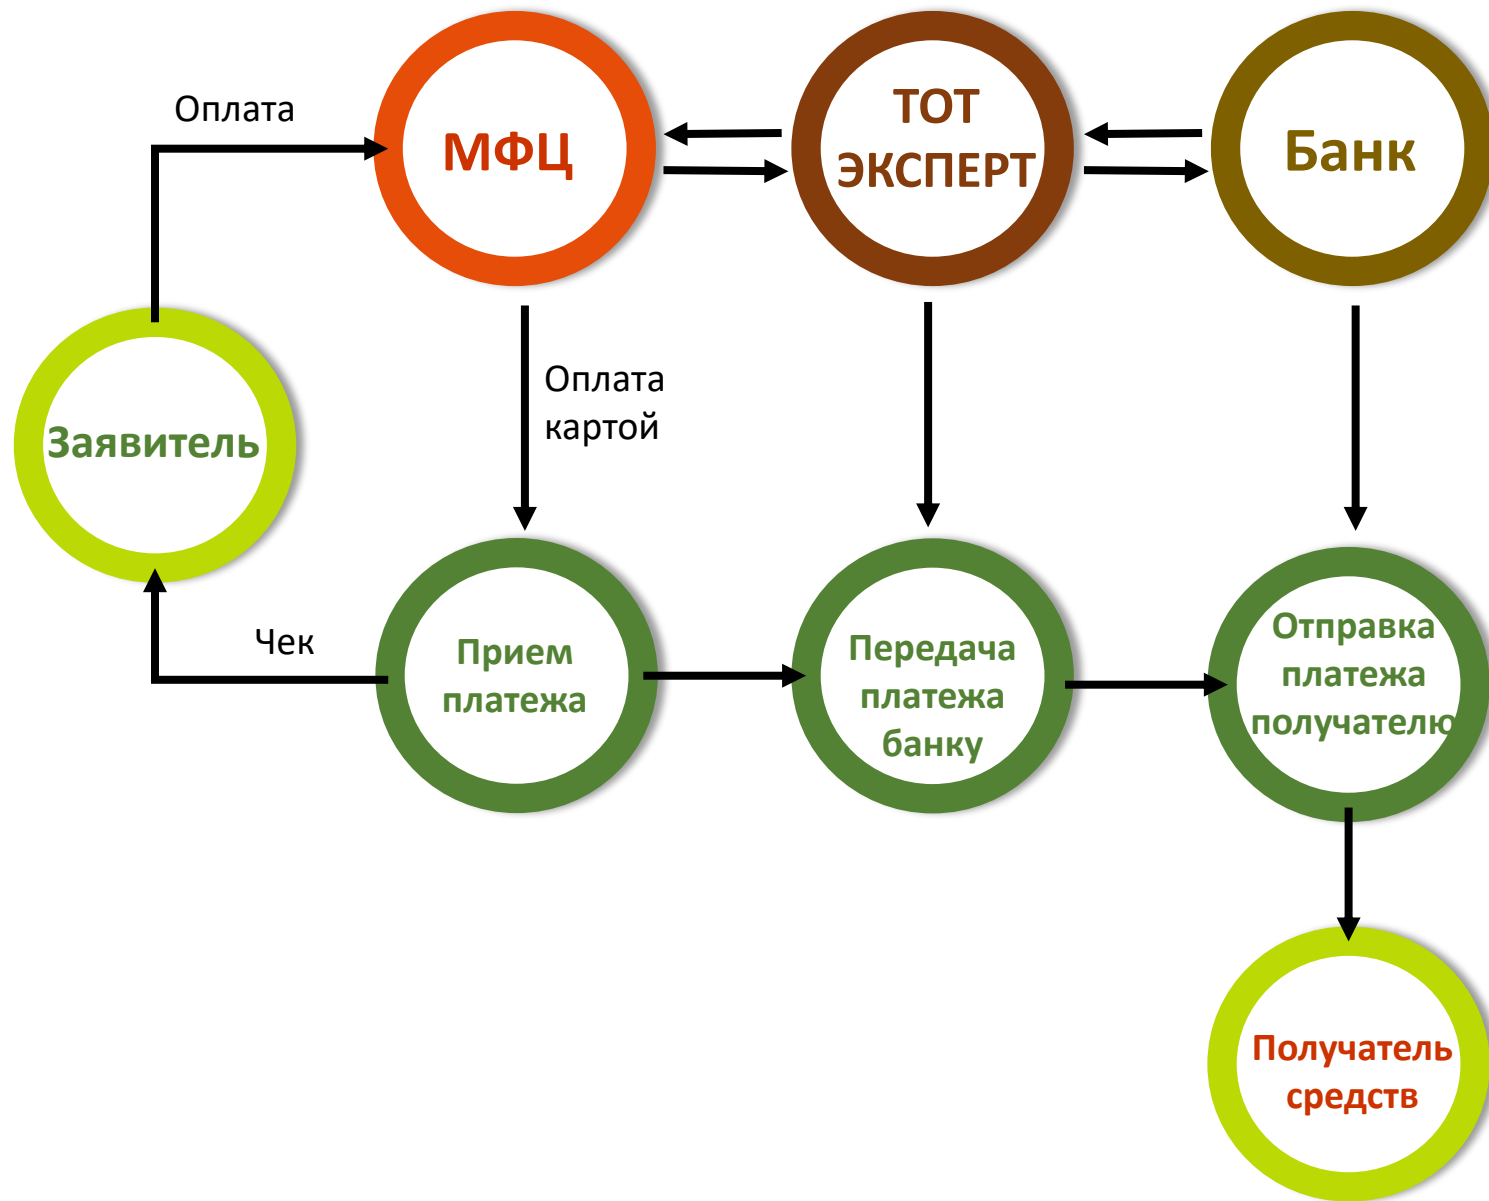 Оплата
МФЦ
ТОТ
ЭКСПЕРТ
Банк
Заявитель
Оплата
картой
Чек
Прием
платежа
Передача
платежа
банку
Отправка
платежа
получателю
Получатель
средств